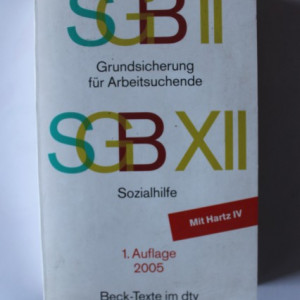 SGB II
Grundsicherung
für Arbeitsuchende
SGB XII
Sozialhilfe
Mit Hartz IV
1. Auflage
2005
Beck-Texte im dtv